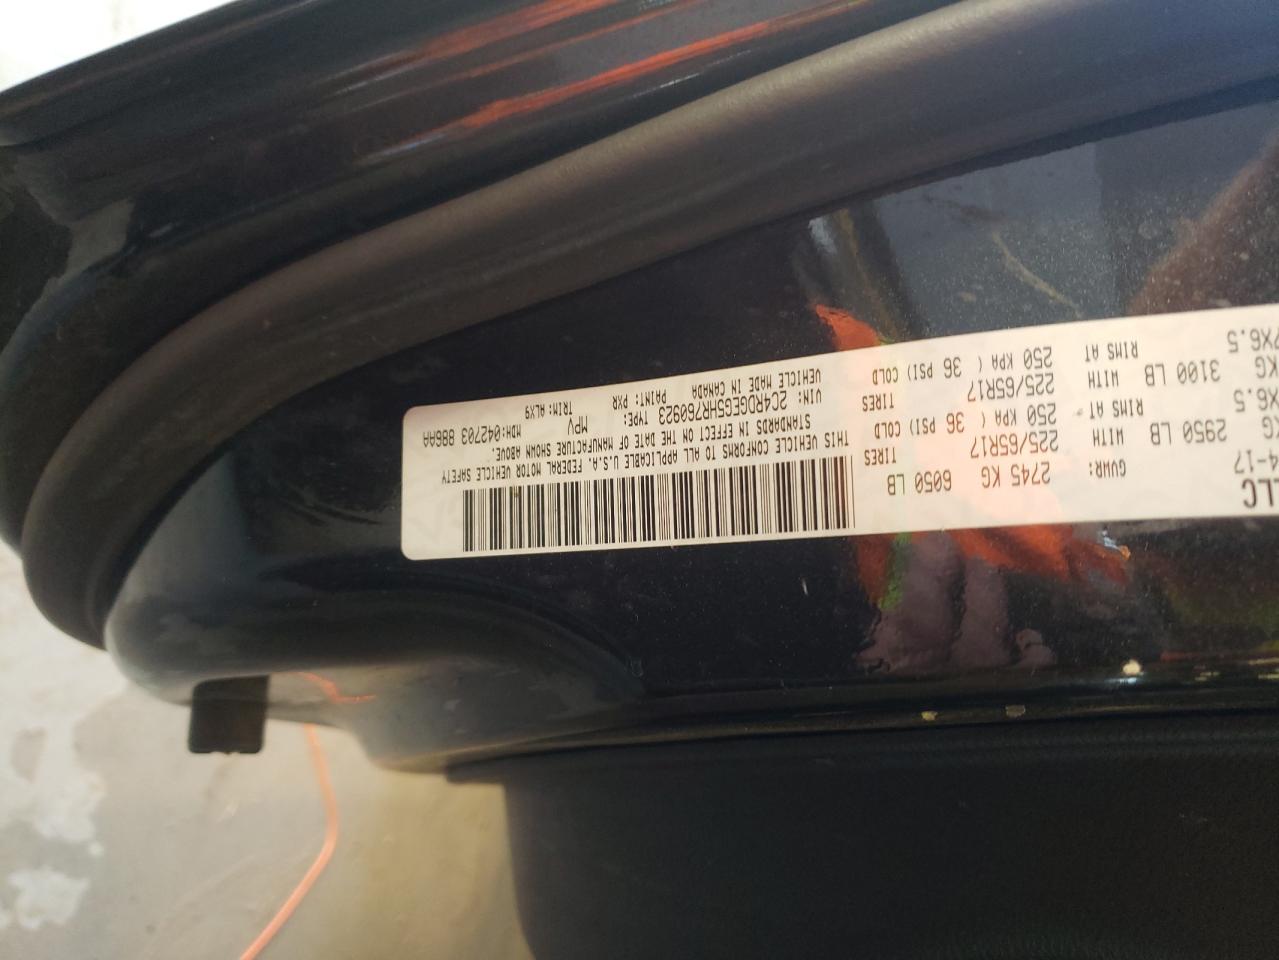 LC
4-17 GVWR: 2745 KG 6050 LB
KG 2950 LB WITH 225/65R17 TIRES
X6.5 RIMS AT 250 KPA ( 36 PSI) COLD
KG 3100 LB WITH 225/65R17 TIRES
X6.5 RIMS AT 250 KPA ( 36 PSI) COLD
THIS VEHICLE CONFORMS TO ALL APPLICABLE U.S.A. FEDERAL MOTOR VEHICLE SAFETY
STANDARDS IN EFFECT ON THE DATE OF MANUFACTURE SHOWN ABOVE.
VIN: 2C4RDGEG5HR760923 TYPE: MPV MDH:042703 886AA
VEHICLE MADE IN CANADA PAINT: PXR TRIM:ALX9